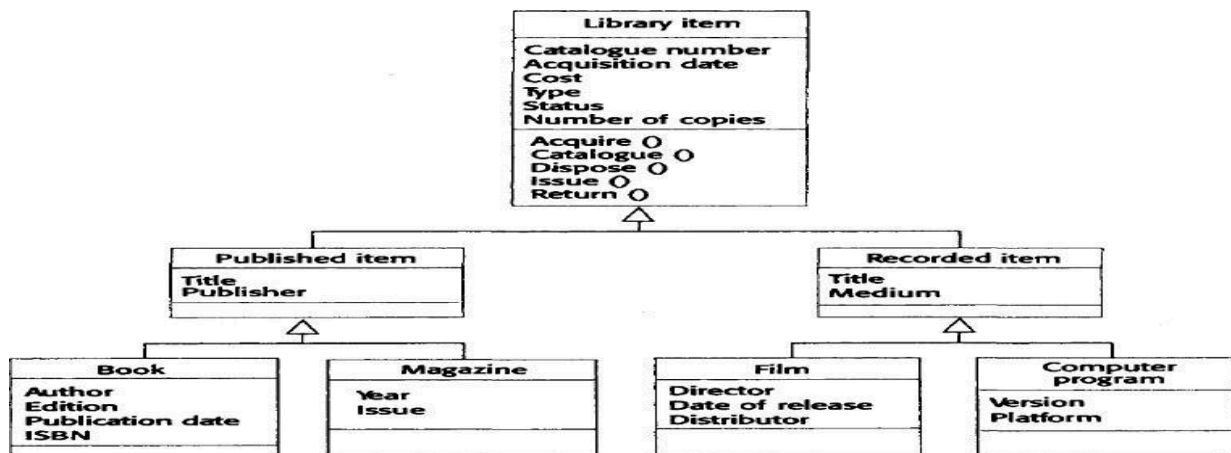 Library item
Catalogue number
Acquisition date
Cost
Type
Status
Number of copies
Acquire ()
Catalogue ()
Dispose ()
Issue ()
Return ()
Published item
Title
Publisher
Recorded item
Title
Medium
Book
Author
Edition
Publication date
ISBN
Magazine
Year
Issue
Film
Director
Date of release
Distributor
Computer
program
Version
Platform